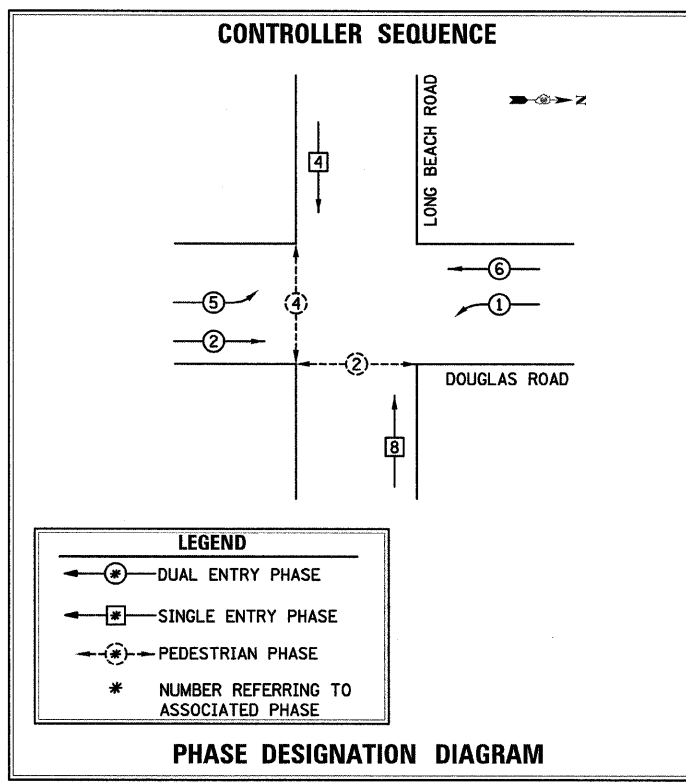 CONTROLLER SEQUENCE
LONG BEACH ROAD
N
4
6
5
4
1
2
2
DOUGLAS ROAD
8
LEGEND
* DUAL ENTRY PHASE
* SINGLE ENTRY PHASE
* PEDESTRIAN PHASE
* NUMBER REFERRING TO
ASSOCIATED PHASE
PHASE DESIGNATION DIAGRAM